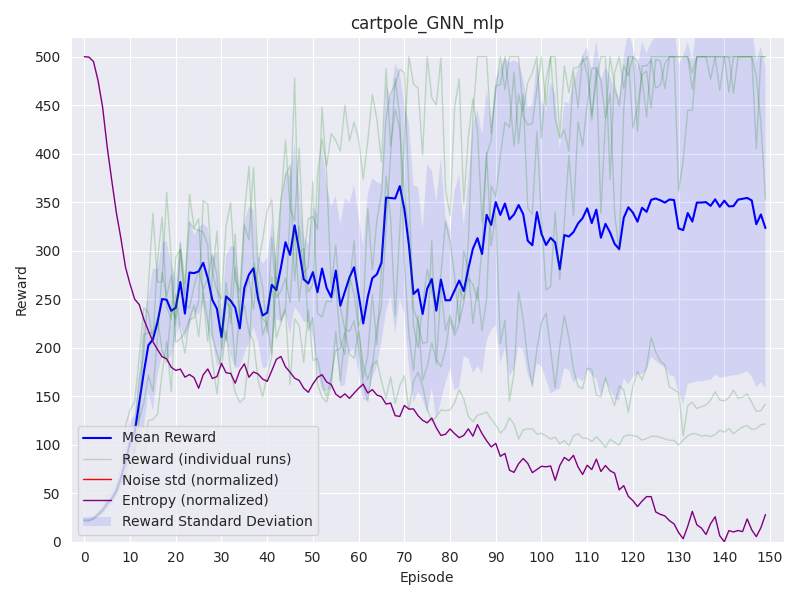 cartpole_GNN_mlp
Reward
500
450
400
350
300
250
200
150
100
50
0
Mean Reward
Reward (individual runs)
Noise std (normalized)
Entropy (normalized)
Reward Standard Deviation
0 10 20 30 40 50 60 70 80 90 100 110 120 130 140 150
Episode